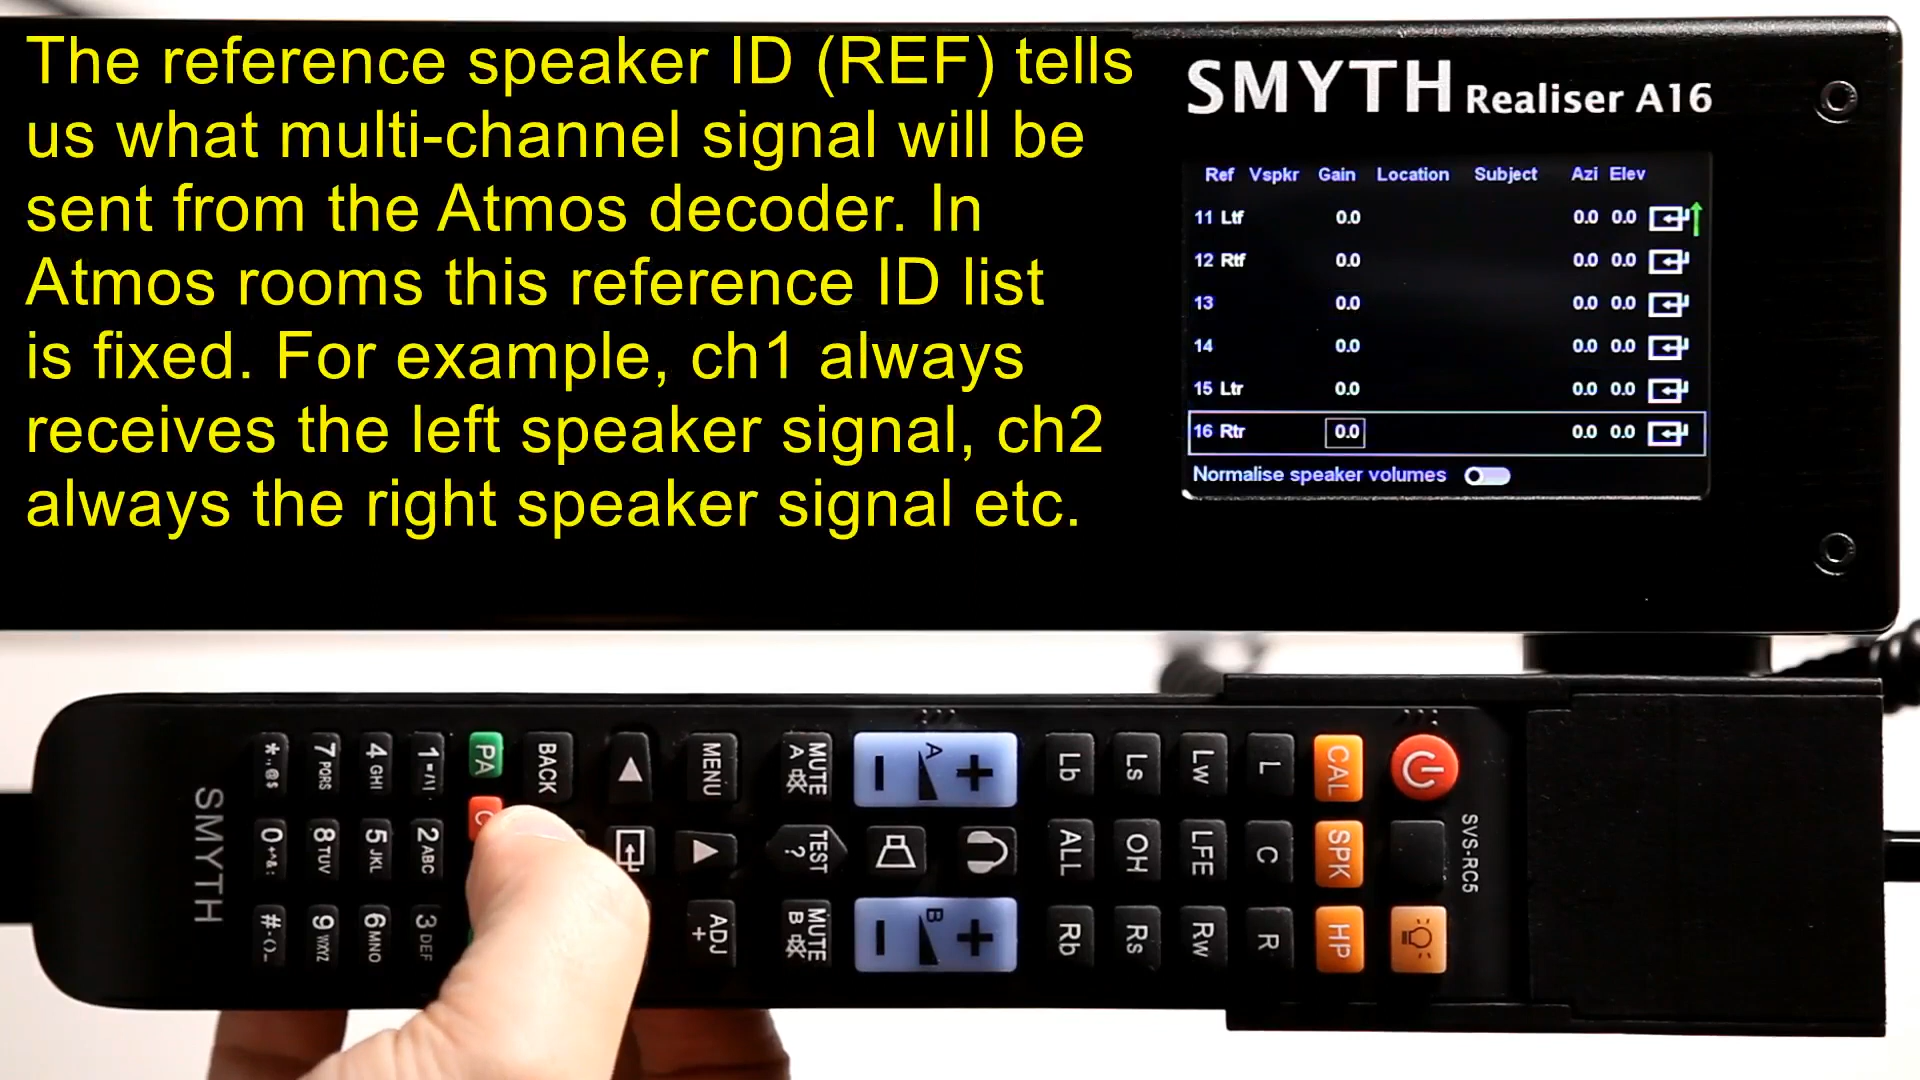 The reference speaker ID (REF) tells
us what multi-channel signal will be
sent from the Atmos decoder. In
Atmos rooms this reference ID list
is fixed. For example, ch1 always
receives the left speaker signal, ch2
always the right speaker signal etc.
SMYTH Realiser A16
Ref Vspkr Gain Location Subject Azi Elev
11 Ltf 0.0 0.0 0.0
12 Rtf 0.0 0.0 0.0
13 0.0 0.0 0.0
14 0.0 0.0 0.0
15 Ltr 0.0 0.0 0.0
16 Rtr 0.0 0.0 0.0
Normalise speaker volumes
SMYTH
*
7 PQRS
4 GHI
1
PA
BACK
MENU
MUTE A
A
- +
Lb
Ls
Lw
L
CAL
0
8 TUV
5 JKL
2 ABC
TEST ?
ALL
OH
LFE
C
SPK
SVS-RC5
#
9 WXYZ
6 MNO
3 DEF
ADJ +
MUTE B
B
- +
Rb
Rs
Rw
R
HP